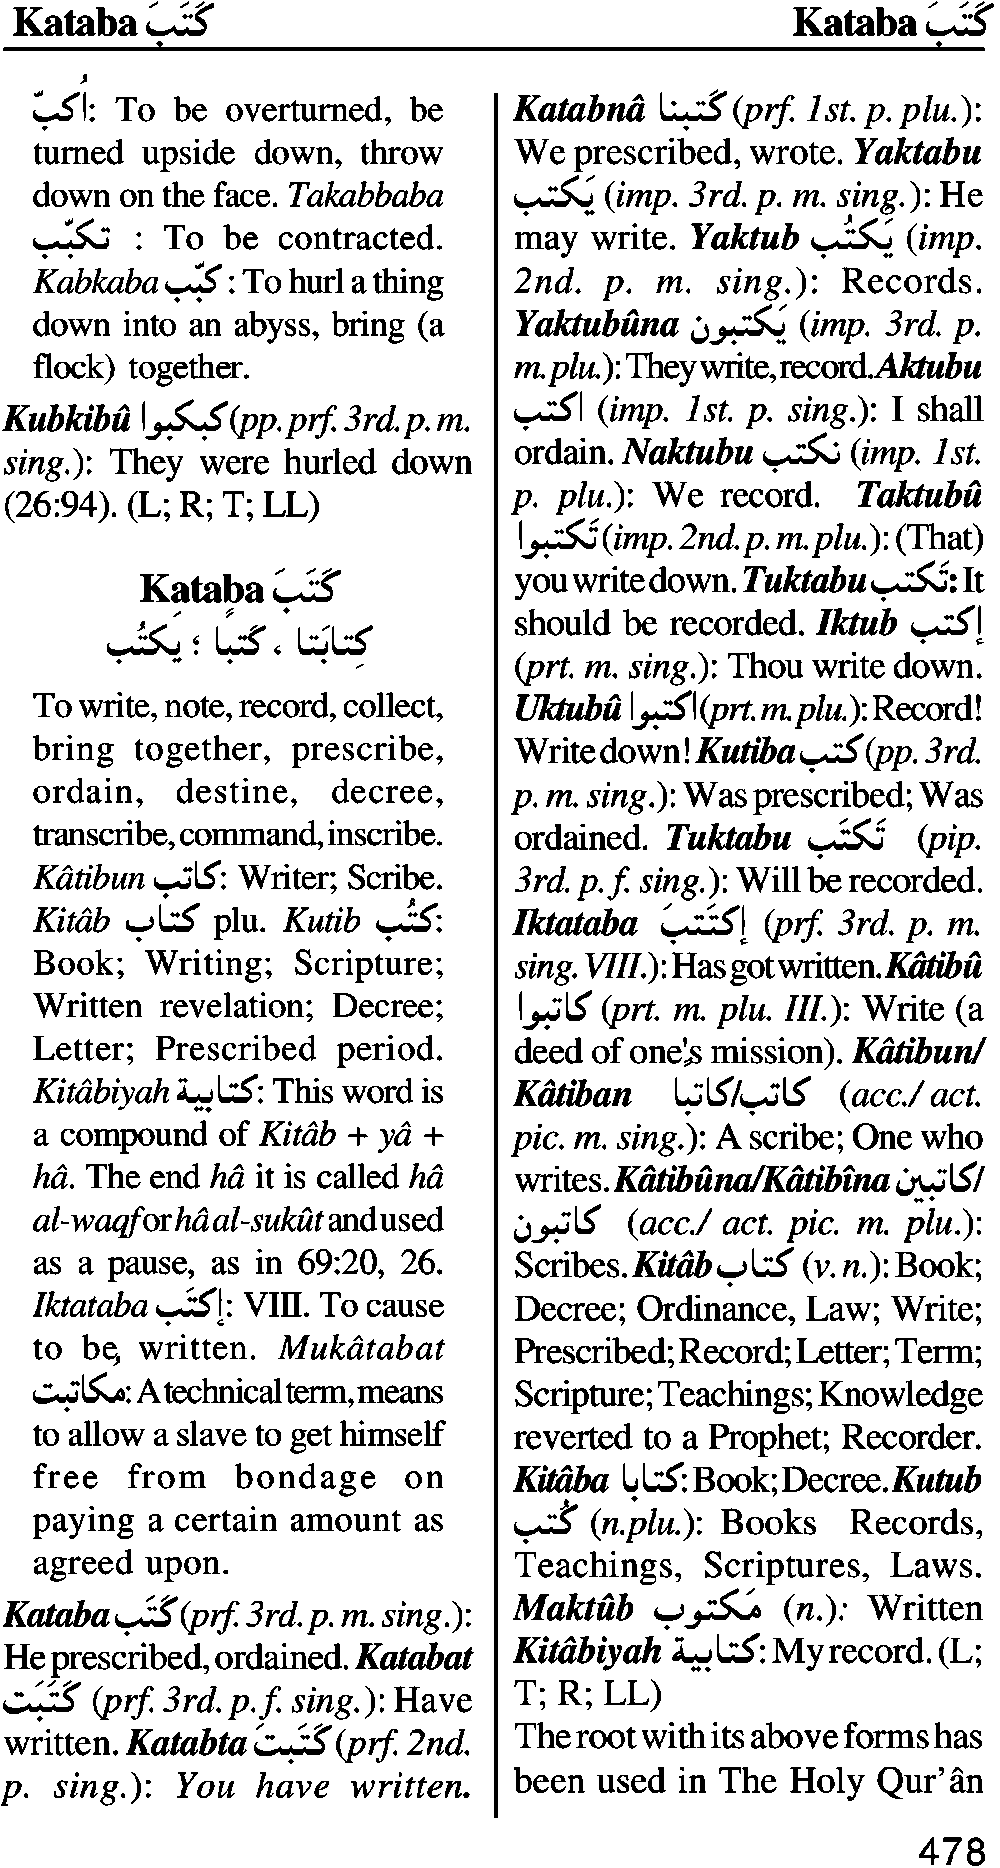 Kataba كَتَبَ
Kataba كَتَبَ
اُكبّ: To be overturned, be
turned upside down, throw
down on the face. Takabbaba
تكبّب : To be contracted.
Kabkaba كبّب : To hurl a thing
down into an abyss, bring (a
flock) together.
Kubkibû كبكبوا (pp. prf. 3rd. p. m.
sing.): They were hurled down
(26:94). (L; R; T; LL)
Kataba كَتَبَ
كِتابَتا ، كَتباً ؛ يكتُب
To write, note, record, collect,
bring together, prescribe,
ordain, destine, decree,
transcribe, command, inscribe.
Kâtibun كاتب: Writer; Scribe.
Kitâb كتاب plu. Kutib كتُب:
Book; Writing; Scripture;
Written revelation; Decree;
Letter; Prescribed period.
Kitâbiyah كتابية: This word is
a compound of Kitâb + yâ +
hâ. The end hâ it is called hâ
al-waqf or hâ al-sukût and used
as a pause, as in 69:20, 26.
Iktataba إكتَب: VIII. To cause
to be, written. Mukâtabat
مكاتبت: A technical term, means
to allow a slave to get himself
free from bondage on
paying a certain amount as
agreed upon.
Kataba كتَب (prf. 3rd. p. m. sing.):
He prescribed, ordained. Katabat
كَتَبَت (prf. 3rd. p. f. sing.): Have
written. Katabta كَتَبتَ (prf. 2nd.
p. sing.): You have written.
Katabnâ كَتبنا (prf. 1st. p. plu.):
We prescribed, wrote. Yaktabu
يَكتب (imp. 3rd. p. m. sing.): He
may write. Yaktub يَكتُب (imp.
2nd. p. m. sing.): Records.
Yaktubûna يَكتبون (imp. 3rd. p.
m. plu.): They write, record. Aktubu
اكتب (imp. 1st. p. sing.): I shall
ordain. Naktubu نكتب (imp. 1st.
p. plu.): We record. Taktubû
تَكتبوا (imp. 2nd. p. m. plu.): (That)
you write down. Tuktabu تَكتب: It
should be recorded. Iktub إكتب
(prt. m. sing.): Thou write down.
Uktubû اكتبوا (prt. m. plu.): Record!
Write down! Kutiba كتب (pp. 3rd.
p. m. sing.): Was prescribed; Was
ordained. Tuktabu تَكتَب (pip.
3rd. p. f. sing.): Will be recorded.
Iktataba إكتَتَبَ (prf. 3rd. p. m.
sing. VIII.): Has got written. Kâtibû
كاتبوا (prt. m. plu. III.): Write (a
deed of one's mission). Kâtibun/
Kâtiban كاتب/كاتبا (acc./ act.
pic. m. sing.): A scribe; One who
writes. Kâtibûna/Kâtibîna كاتبين/
كاتبون (acc./ act. pic. m. plu.):
Scribes. Kitâb كتاب (v. n.): Book;
Decree; Ordinance, Law; Write;
Prescribed; Record; Letter; Term;
Scripture; Teachings; Knowledge
reverted to a Prophet; Recorder.
Kitâba كتابا: Book; Decree. Kutub
كُتب (n.plu.): Books Records,
Teachings, Scriptures, Laws.
Maktûb مَكتوب (n.): Written
Kitâbiyah كتابية: My record. (L;
T; R; LL)
The root with its above forms has
been used in The Holy Qur'ân
478